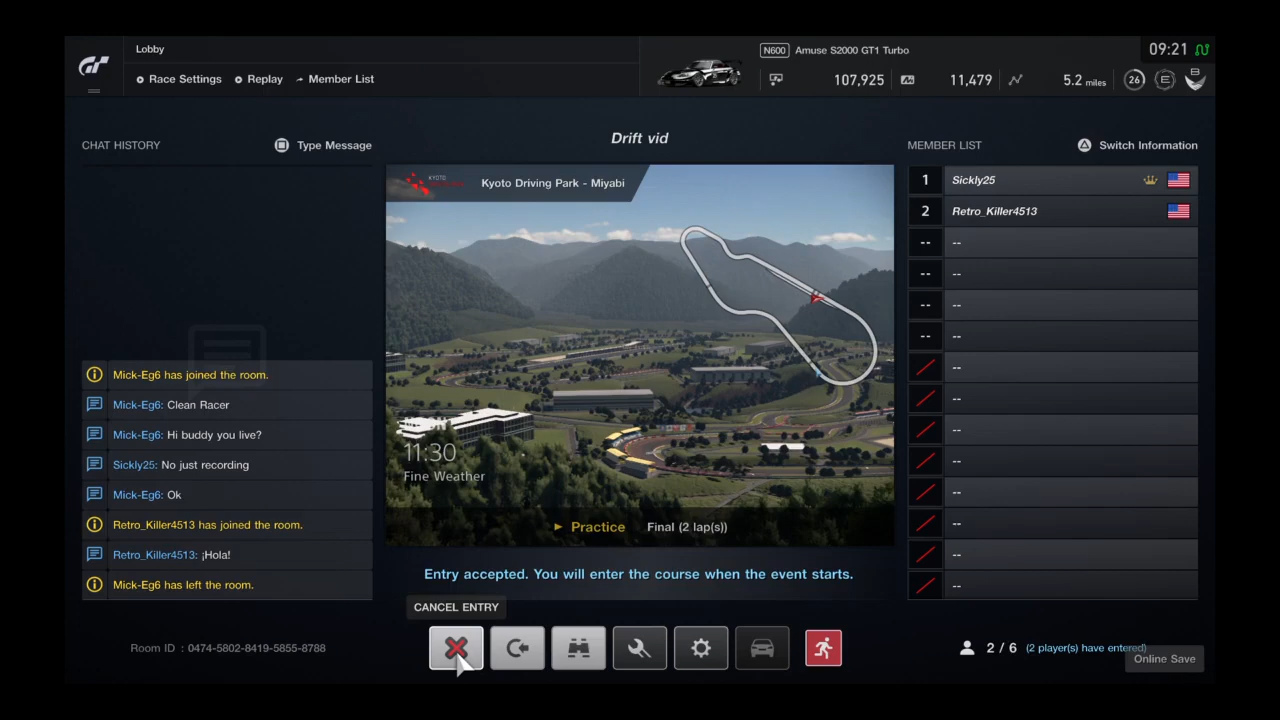 Lobby
Race Settings
Replay
Member List
N600 Amuse S2000 GT1 Turbo
107,925
11,479
5.2 miles
09:21
26
E
B
CHAT HISTORY
Type Message
Mick-Eg6 has joined the room.
Mick-Eg6: Clean Racer
Mick-Eg6: Hi buddy you live?
Sickly25: No just recording
Mick-Eg6: Ok
Retro_Killer4513 has joined the room.
Retro_Killer4513: ¡Hola!
Mick-Eg6 has left the room.
Room ID : 0474-5802-8419-5855-8788
Drift vid
KYOTO
Kyoto Driving Park - Miyabi
11:30
Fine Weather
Practice Final (2 lap(s))
Entry accepted. You will enter the course when the event starts.
CANCEL ENTRY
MEMBER LIST
Switch Information
1 Sickly25
2 Retro_Killer4513
-- --
-- --
-- --
-- --
--
--
--
--
--
--
--
--
2 / 6 (2 player(s) have entered)
Online Save